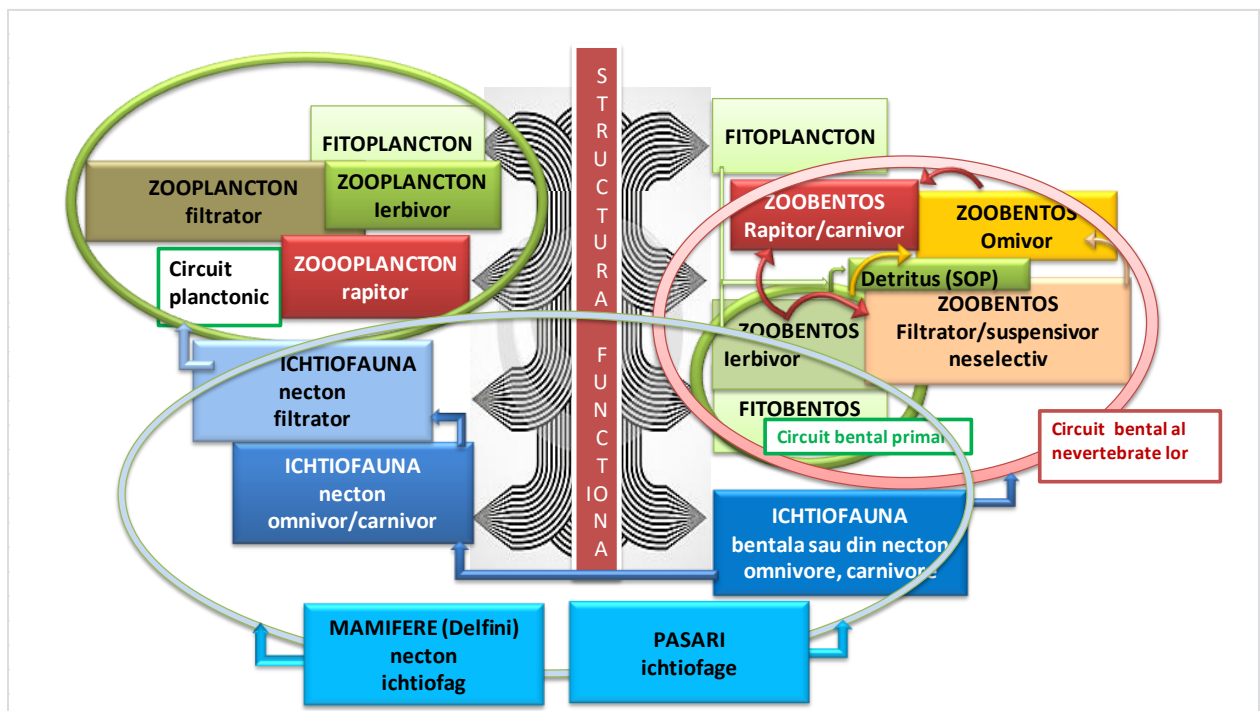 FITOPLANCTON
ZOOPLANCTON
filtrator
ZOOPLANCTON
Ierbivor
Circuit
planctonic
ZOOOPLANCTON
rapitor
ICHTIOFAUNA
necton
filtrator
ICHTIOFAUNA
necton
omnivor/carnivor
STRUCTURA FUNCTIONA
FITOPLANCTON
ZOOBENTOS
Rapitor/carnivor
ZOOBENTOS
Omivor
Detritus (SOP)
ZOOBENTOS
Ierbivor
ZOOBENTOS
Filtrator/suspensivor
neselectiv
FITOBENTOS
Circuit bental primar
Circuit bental al
nevertebrate lor
ICHTIOFAUNA
bentala sau din necton
omnivore, carnivore
MAMIFERE (Delfini)
necton
ichtiofag
PASARI
ichtiofage